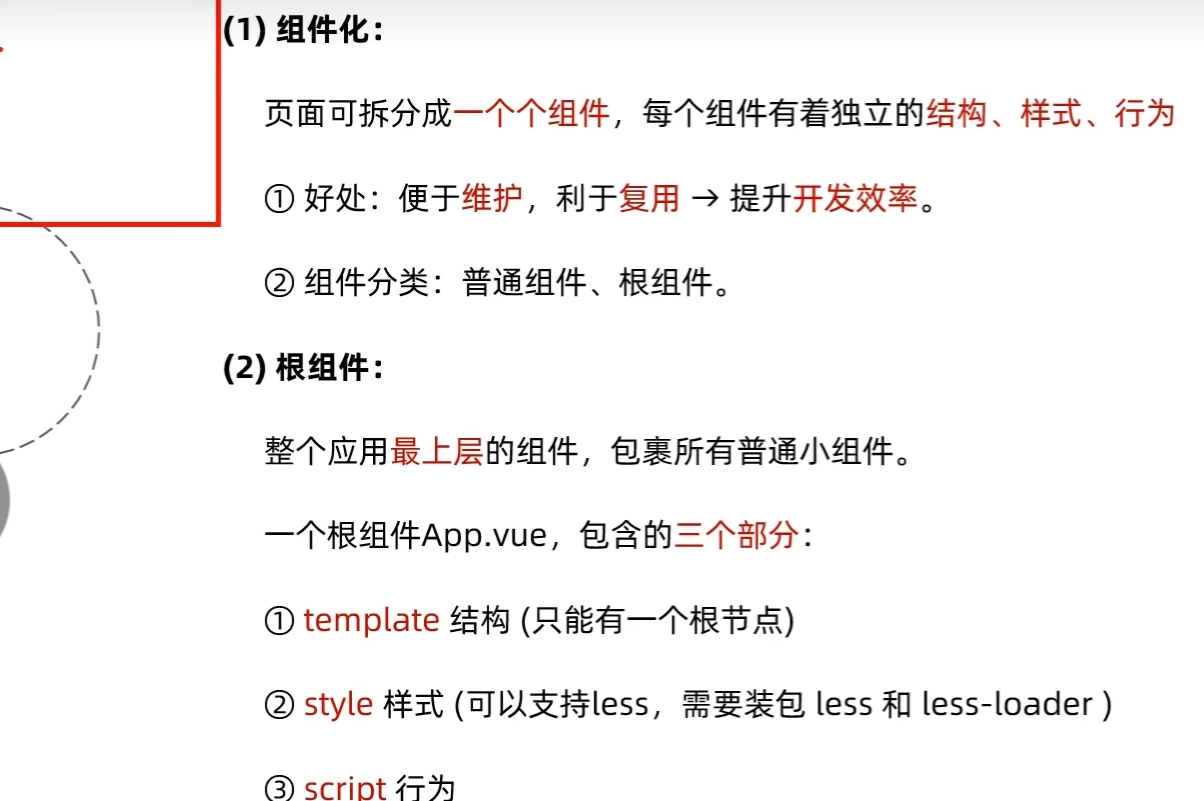 (1) 组件化：
页面可拆分成一个个组件，每个组件有着独立的结构、样式、行为
① 好处：便于维护，利于复用 → 提升开发效率。
② 组件分类：普通组件、根组件。
(2) 根组件：
整个应用最上层的组件，包裹所有普通小组件。
一个根组件App.vue，包含的三个部分：
① template 结构 (只能有一个根节点)
② style 样式 (可以支持less，需要装包 less 和 less-loader )
③ script 行为